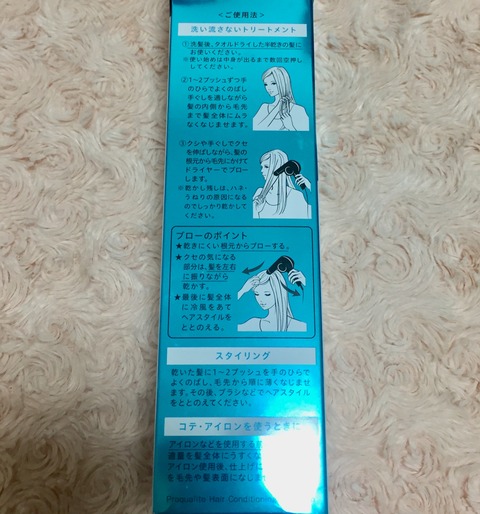 ＜ご使用法＞
洗い流さないトリートメント
①洗髪後、タオルドライした半乾きの髪に
お使いください。
※使い始めは中身が出るまで数回空押し
してください。
②1～2プッシュずつ手
のひらでよくのばし、
手ぐしを通しながら
髪の内側から毛先
まで髪全体にムラ
なくなじませます。
③クシや手ぐしでクセ
を伸ばしながら、髪の
根元から毛先にかけて
ドライヤーでブロー
します。
※乾かし残しは、ハネ・
うねりの原因になる
のでしっかり乾かして
ください。
ブローのポイント
★乾きにくい根元からブローする。
★クセの気になる
部分は、髪を左右
に振りながら
乾かす。
★最後に髪全体
に冷風をあて
ヘアスタイルを
ととのえる。
スタイリング
乾いた髪に1～2プッシュを手のひらで
よくのばし、毛先から順に薄くなじませ
ます。その後、ブラシなどでヘアスタイル
をととのえてください。
コテ・アイロンを使うときに
アイロンなどを使用する
適量を髪全体にうすくな
アイロン使用後、仕上げに
を毛先や髪表面になじま
Proqualite Hair Condition